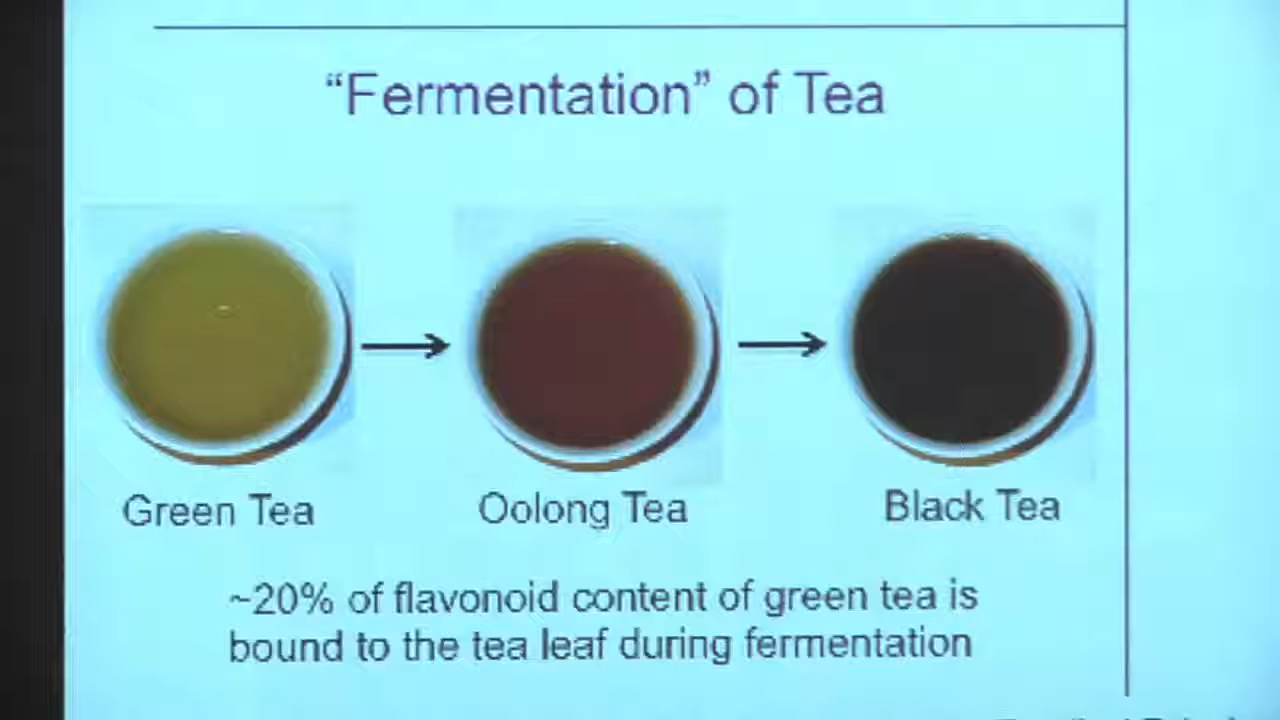 “Fermentation” of Tea
Green Tea
Oolong Tea
Black Tea
~20% of flavonoid content of green tea is
bound to the tea leaf during fermentation